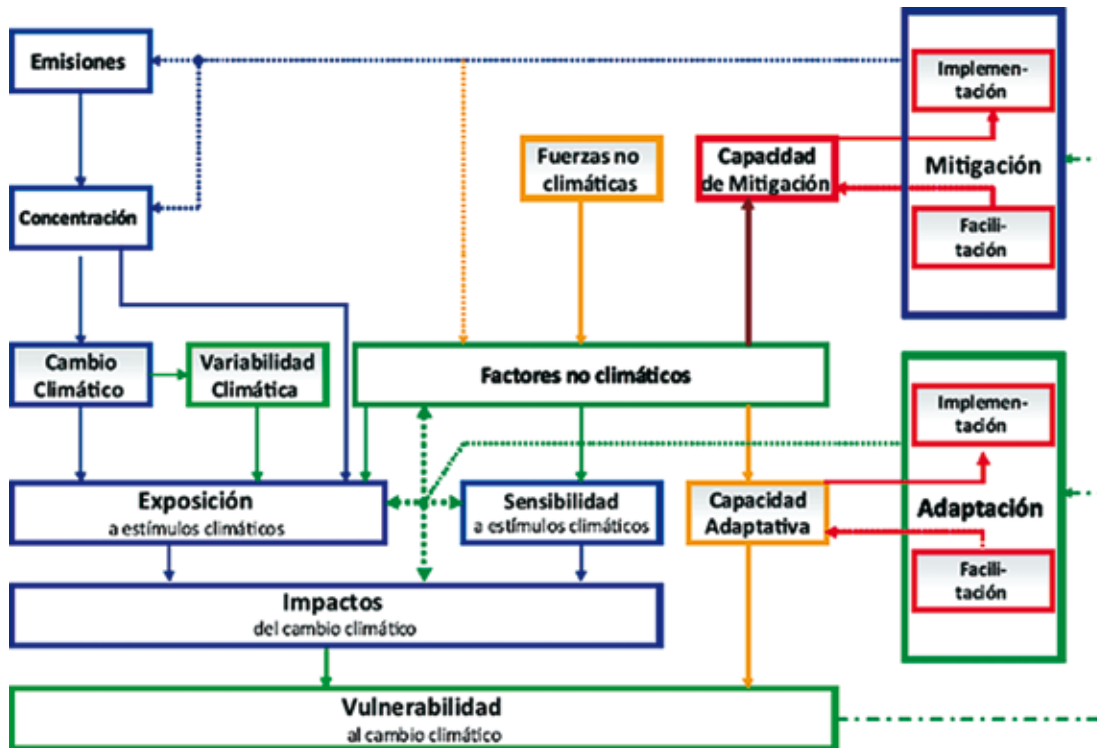 Emisiones
Implemen-
tación
Fuerzas no
climáticas
Capacidad
de Mitigación
Mitigación
Concentración
Facili-
tación
Cambio
Climático
Variabilidad
Climática
Factores no climáticos
Implemen-
tación
Exposición
a estímulos climáticos
Sensibilidad
a estímulos climáticos
Capacidad
Adaptativa
Adaptación
Facili-
tación
Impactos
del cambio climático
Vulnerabilidad
al cambio climático